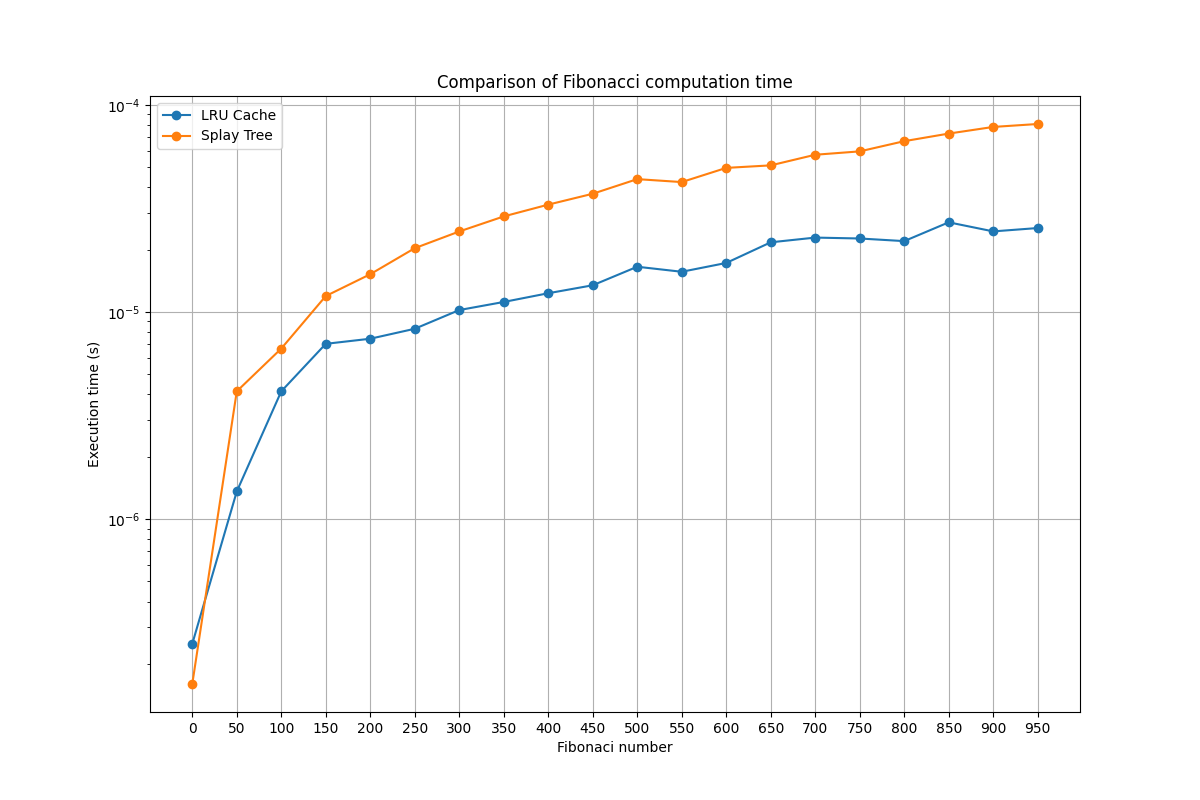 Comparison of Fibonacci computation time
LRU Cache
Splay Tree
Execution time (s)
10⁻⁴
10⁻⁵
10⁻⁶
0 50 100 150 200 250 300 350 400 450 500 550 600 650 700 750 800 850 900 950
Fibonaci number